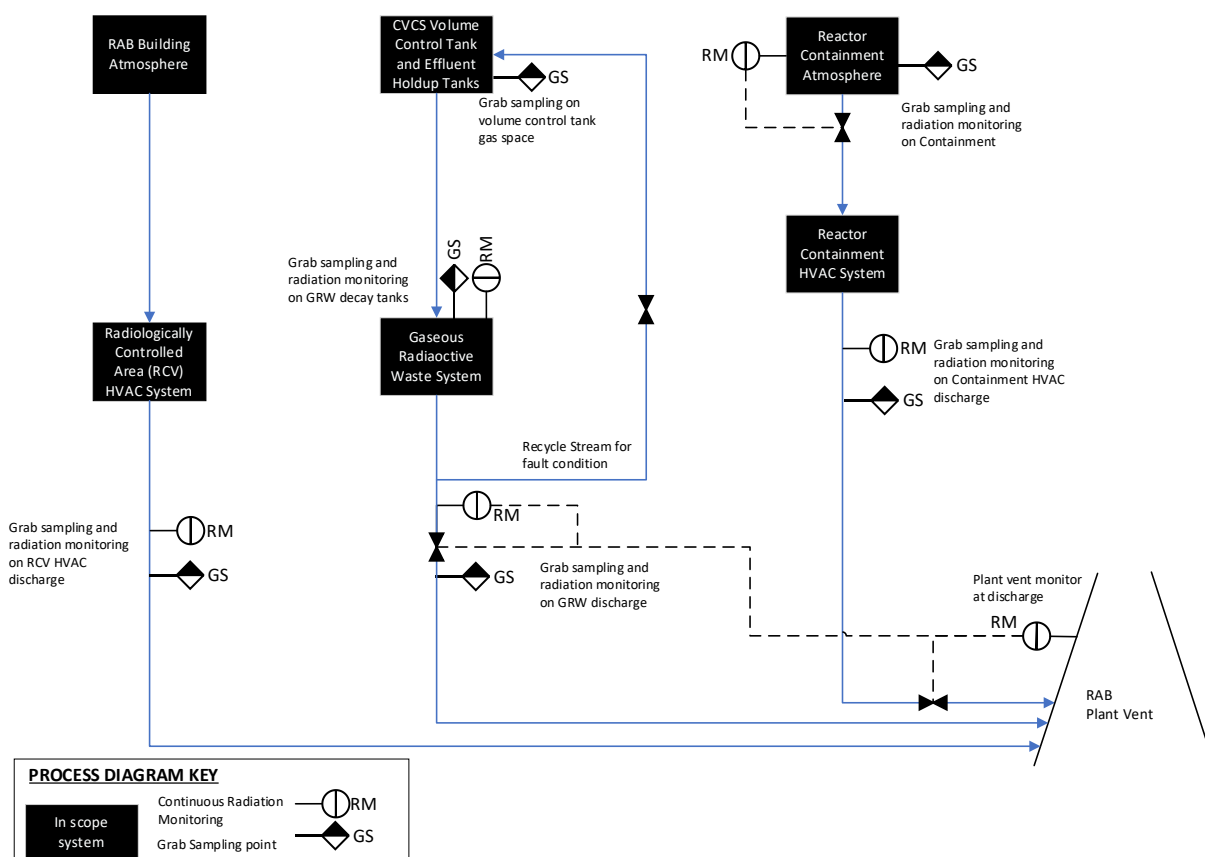 RAB Building
Atmosphere
CVCS Volume
Control Tank
and Effluent
Holdup Tanks
GS
Grab sampling on
volume control tank
gas space
RM
Reactor
Containment
Atmosphere
GS
Grab sampling and
radiation monitoring
on Containment
Reactor
Containment
HVAC System
Grab sampling and
radiation monitoring
on GRW decay tanks
GS
RM
Radiologically
Controlled
Area (RCV)
HVAC System
Gaseous
Radiaoctive
Waste System
RM
Grab sampling and
radiation monitoring
on Containment HVAC
discharge
GS
Recycle Stream for
fault condition
Grab sampling and
radiation monitoring
on RCV HVAC
discharge
RM
GS
RM
GS
Grab sampling and
radiation monitoring
on GRW discharge
Plant vent monitor
at discharge
RM
RAB
Plant Vent
PROCESS DIAGRAM KEY
In scope
system
Continuous Radiation
Monitoring
RM
Grab Sampling point
GS